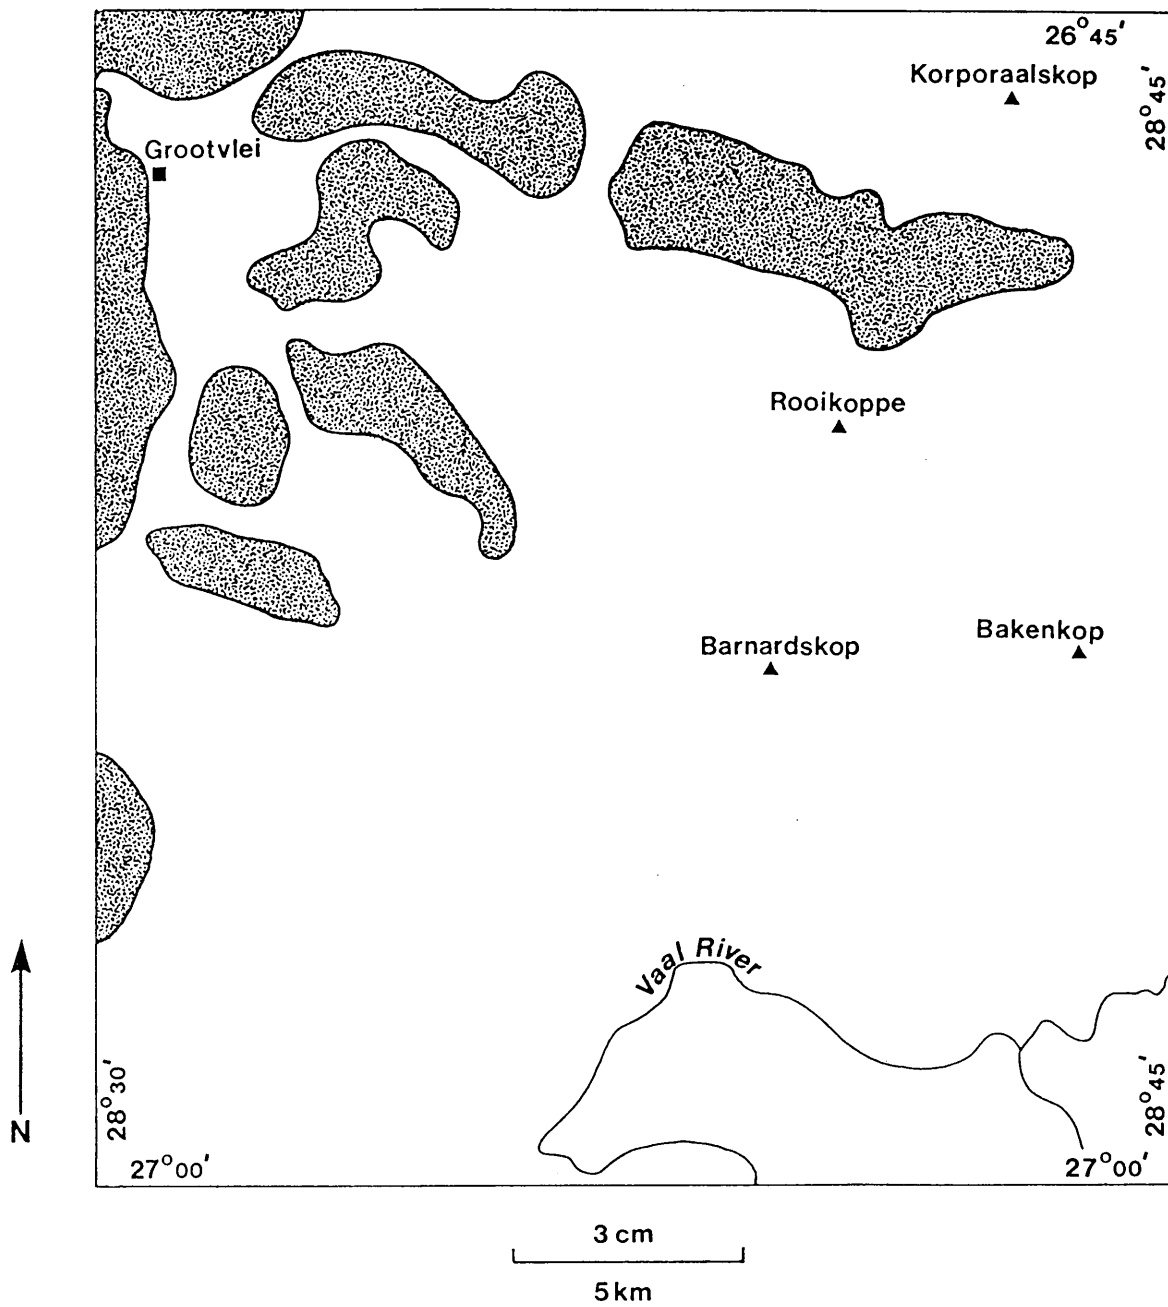 26°45'
Korporaalskop
28°45'
Grootvlei
Rooikoppe
Barnardskop
Bakenkop
Vaal River
28°30'
28°45'
N
27°00'
27°00'
3 cm
5 km